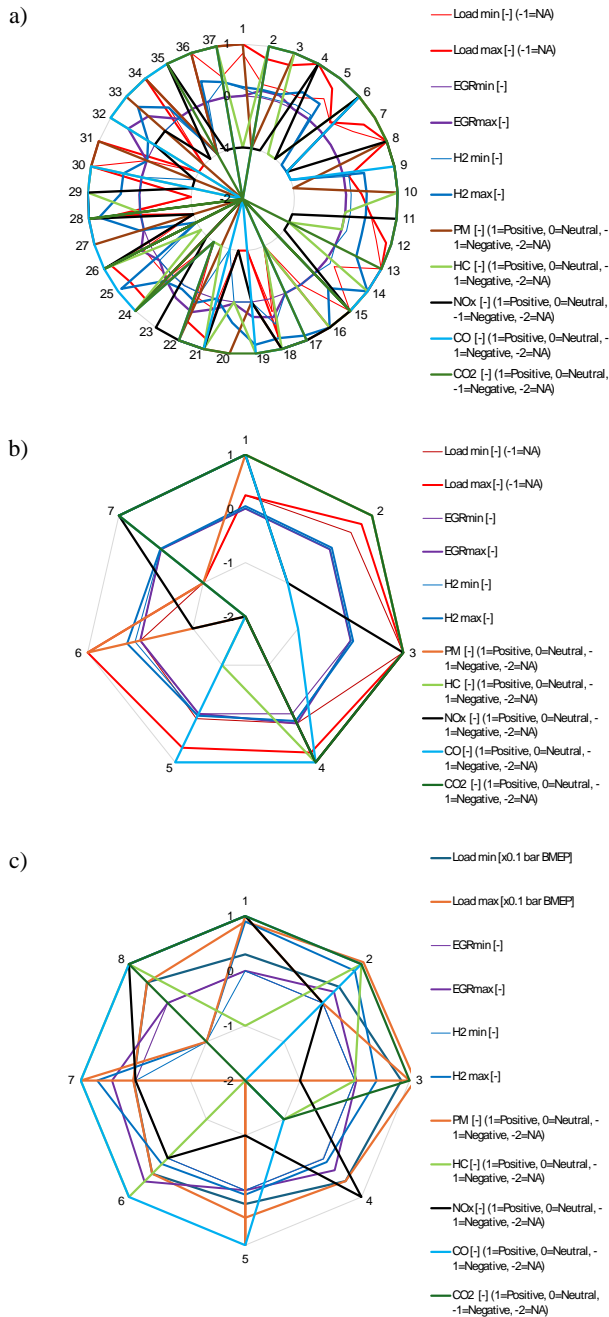 a)
1
2
3
4
5
6
7
8
9
10
11
12
13
14
15
16
17
18
19
20
21
22
23
24
25
26
27
28
29
30
31
32
33
34
35
36
37
1
0
-1
-2
Load min [-] (-1=NA)
Load max [-] (-1=NA)
EGRmin [-]
EGRmax [-]
H2 min [-]
H2 max [-]
PM [-] (1=Positive, 0=Neutral, -
1=Negative, -2=NA)
HC [-] (1=Positive, 0=Neutral, -
1=Negative, -2=NA)
NOx [-] (1=Positive, 0=Neutral,
-1=Negative, -2=NA)
CO [-] (1=Positive, 0=Neutral, -
1=Negative, -2=NA)
CO2 [-] (1=Positive, 0=Neutral,
-1=Negative, -2=NA)
b)
1
2
3
4
5
6
7
1
0
-1
-2
Load min [-] (-1=NA)
Load max [-] (-1=NA)
EGRmin [-]
EGRmax [-]
H2 min [-]
H2 max [-]
PM [-] (1=Positive, 0=Neutral, -
1=Negative, -2=NA)
HC [-] (1=Positive, 0=Neutral, -
1=Negative, -2=NA)
NOx [-] (1=Positive, 0=Neutral, -
1=Negative, -2=NA)
CO [-] (1=Positive, 0=Neutral, -
1=Negative, -2=NA)
CO2 [-] (1=Positive, 0=Neutral, -
1=Negative, -2=NA)
c)
1
2
3
4
5
6
7
8
1
0
-1
-2
Load min [x0.1 bar BMEP]
Load max [x0.1 bar BMEP]
EGRmin [-]
EGRmax [-]
H2 min [-]
H2 max [-]
PM [-] (1=Positive, 0=Neutral, -
1=Negative, -2=NA)
HC [-] (1=Positive, 0=Neutral, -
1=Negative, -2=NA)
NOx [-] (1=Positive, 0=Neutral, -
1=Negative, -2=NA)
CO [-] (1=Positive, 0=Neutral, -
1=Negative, -2=NA)
CO2 [-] (1=Positive, 0=Neutral,
-1=Negative, -2=NA)